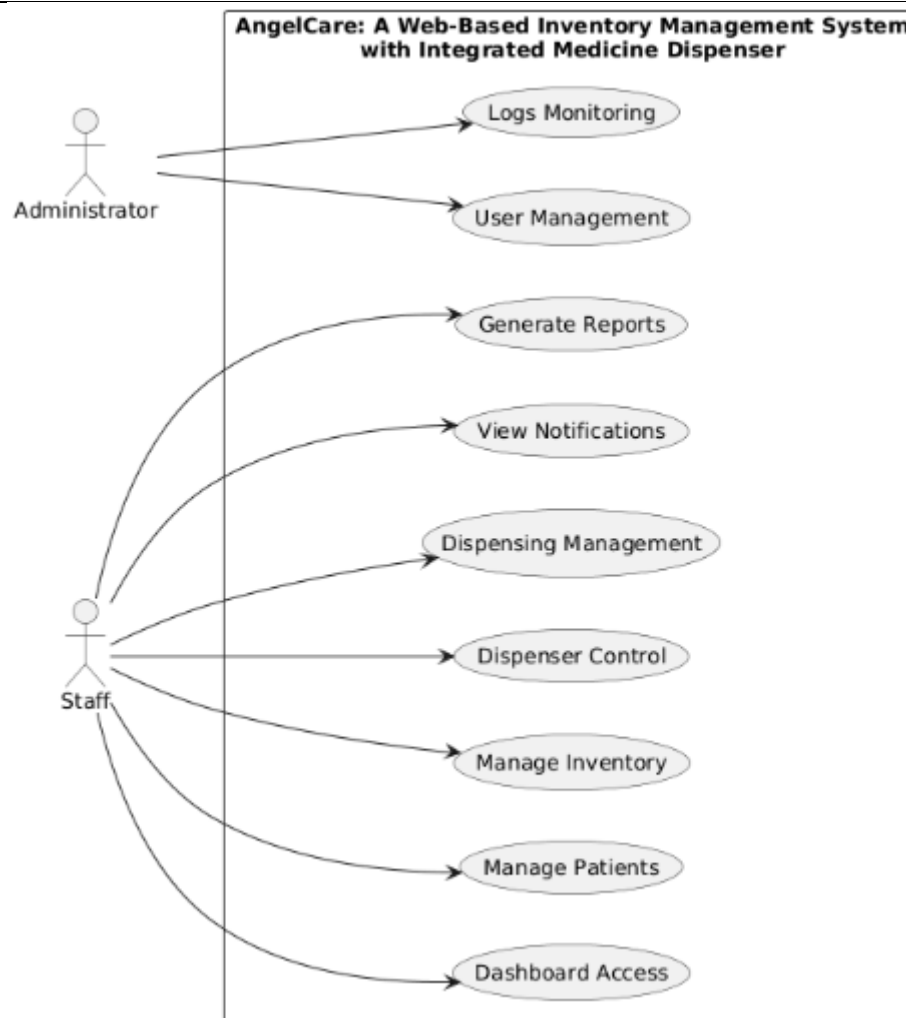 AngelCare: A Web-Based Inventory Management System
with Integrated Medicine Dispenser
Logs Monitoring
Administrator
User Management
Generate Reports
View Notifications
Dispensing Management
Dispenser Control
Staff
Manage Inventory
Manage Patients
Dashboard Access